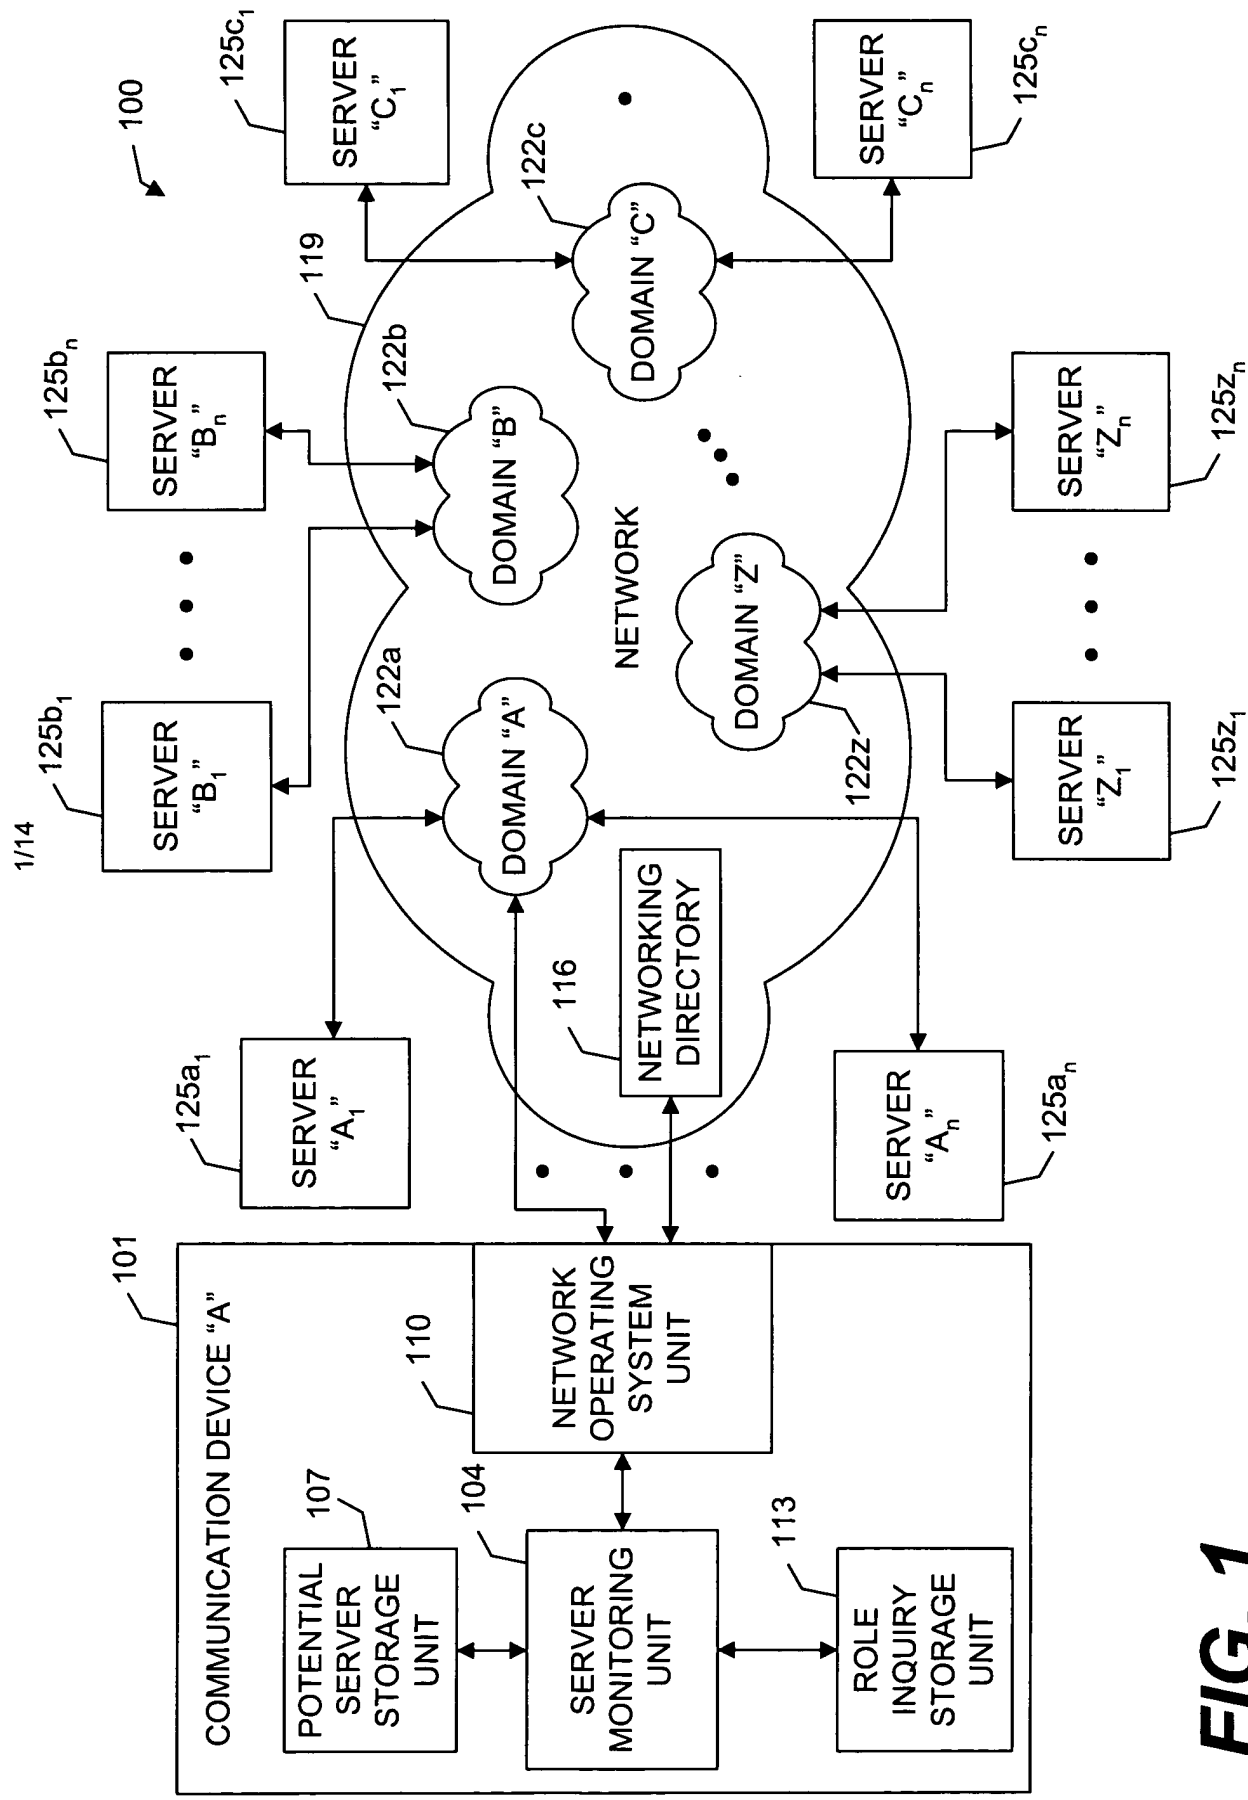 1/14
100
COMMUNICATION DEVICE “A”
101
POTENTIAL
SERVER
STORAGE
UNIT
107
SERVER
MONITORING
UNIT
104
ROLE
INQUIRY
STORAGE
UNIT
113
NETWORK
OPERATING
SYSTEM
UNIT
110
SERVER
“A₁”
125a₁
SERVER
“Aₙ”
125aₙ
NETWORKING
DIRECTORY
116
SERVER
“B₁”
125b₁
SERVER
“Bₙ”
125bₙ
SERVER
“C₁”
125c₁
SERVER
“Cₙ”
125cₙ
SERVER
“Z₁”
125z₁
SERVER
“Zₙ”
125zₙ
NETWORK
119
DOMAIN “A”
122a
DOMAIN “B”
122b
DOMAIN “C”
122c
DOMAIN “Z”
122z
FIG. 1